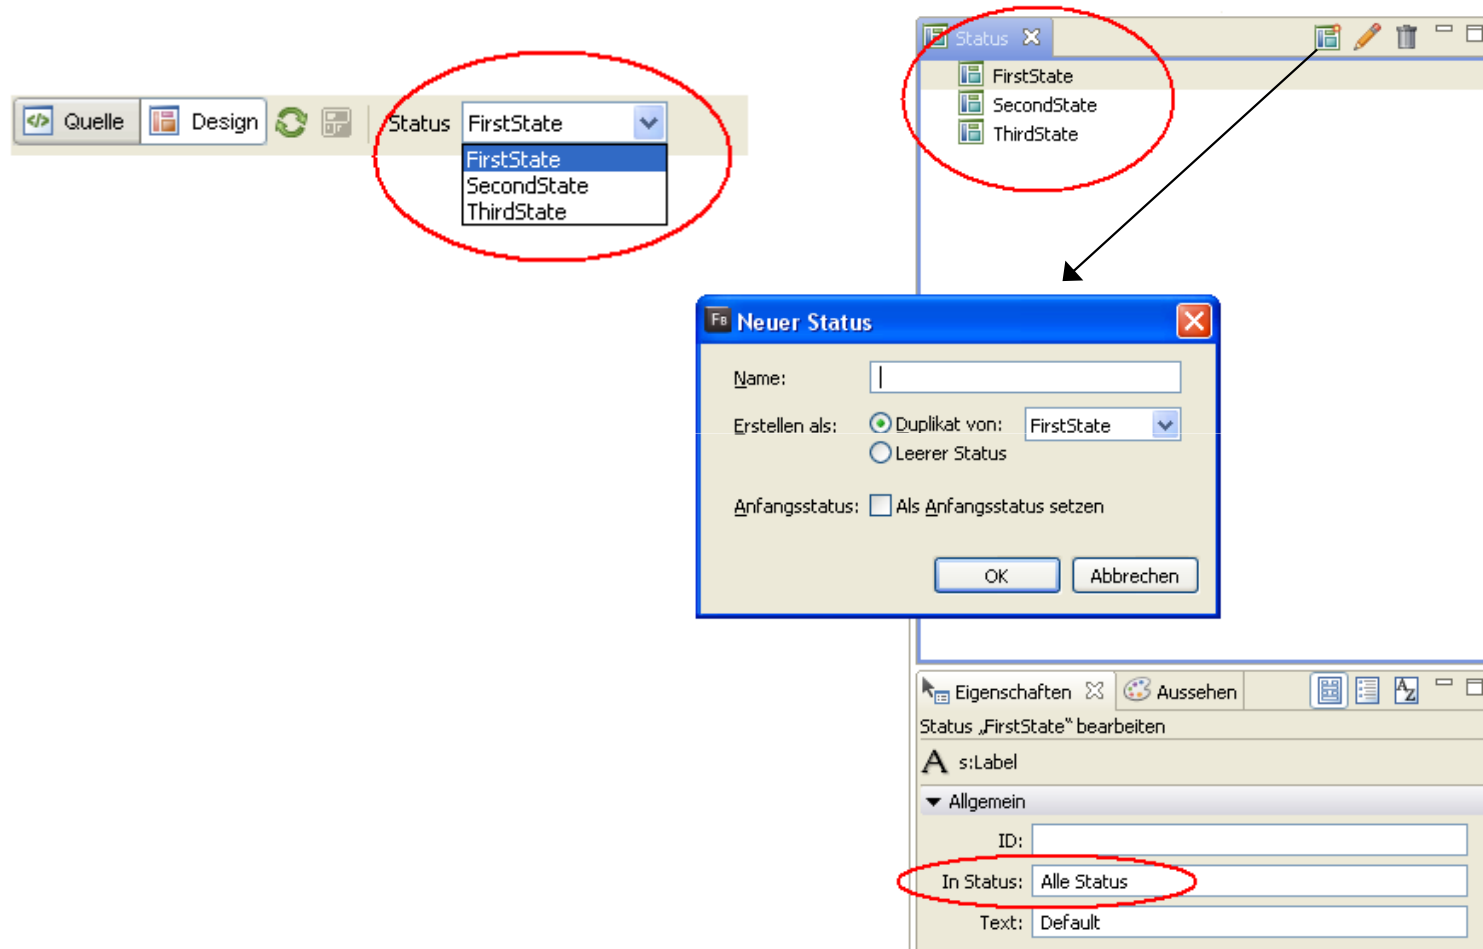 Quelle Design Status FirstState
FirstState
SecondState
ThirdState
Status
FirstState
SecondState
ThirdState
FB Neuer Status
Name:
Erstellen als: Duplikat von: FirstState
Leerer Status
Anfangsstatus: Als Anfangsstatus setzen
OK Abbrechen
Eigenschaften Aussehen AZ
Status „FirstState“ bearbeiten
A s:Label
Allgemein
ID:
In Status: Alle Status
Text: Default